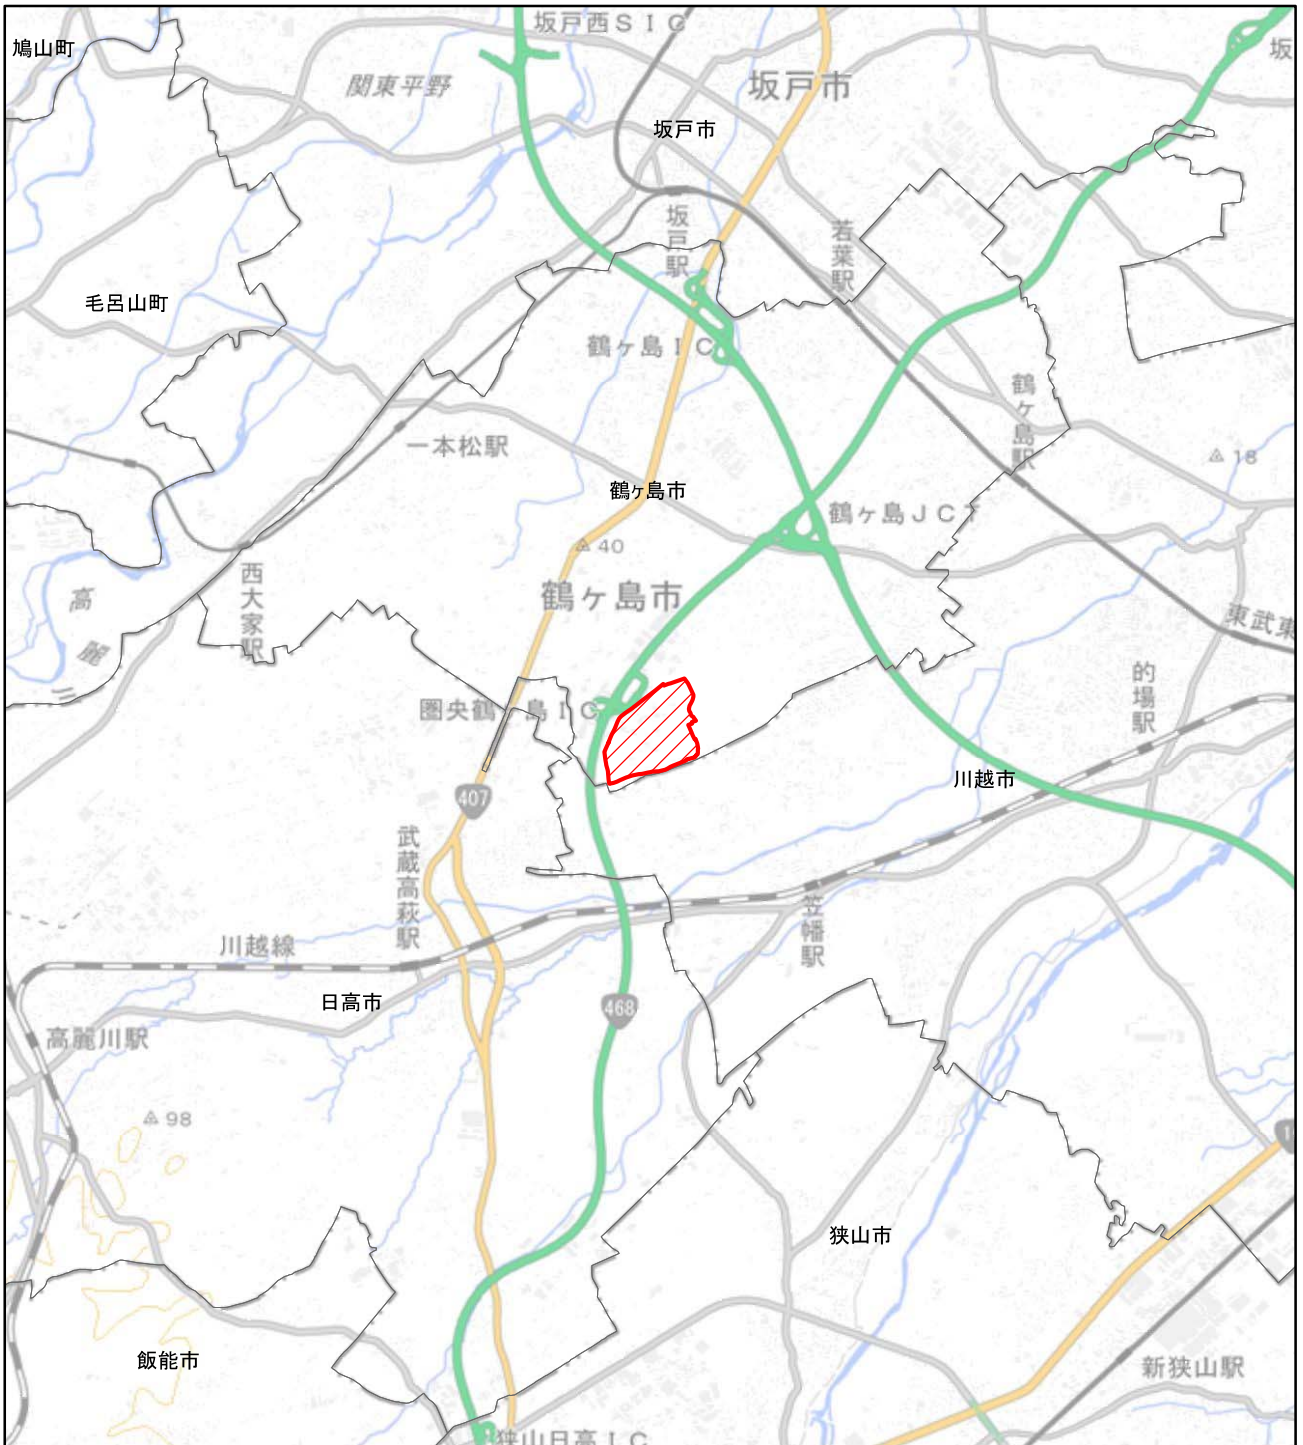 坂戸西SIC
鳩山町
坂
関東平野
坂戸市
坂戸市
坂戸駅
若葉駅
毛呂山町
鶴ヶ島IC
鶴ヶ島駅
一本松駅
18
鶴ヶ島市
鶴ヶ島JCT
40
西大家駅
高麗川
鶴ヶ島市
東武東
的場駅
圏央鶴ヶ島IC
川越市
407
武蔵高萩駅
笠幡駅
川越線
日高市
468
高麗川駅
98
狭山市
飯能市
新狭山駅
狭山日高IC